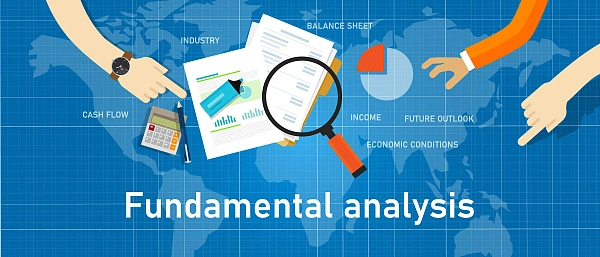 BALANCE SHEET
INDUSTRY
CASH FLOW
INCOME
FUTURE OUTLOOK
ECONOMIC CONDITIONS
Fundamental analysis